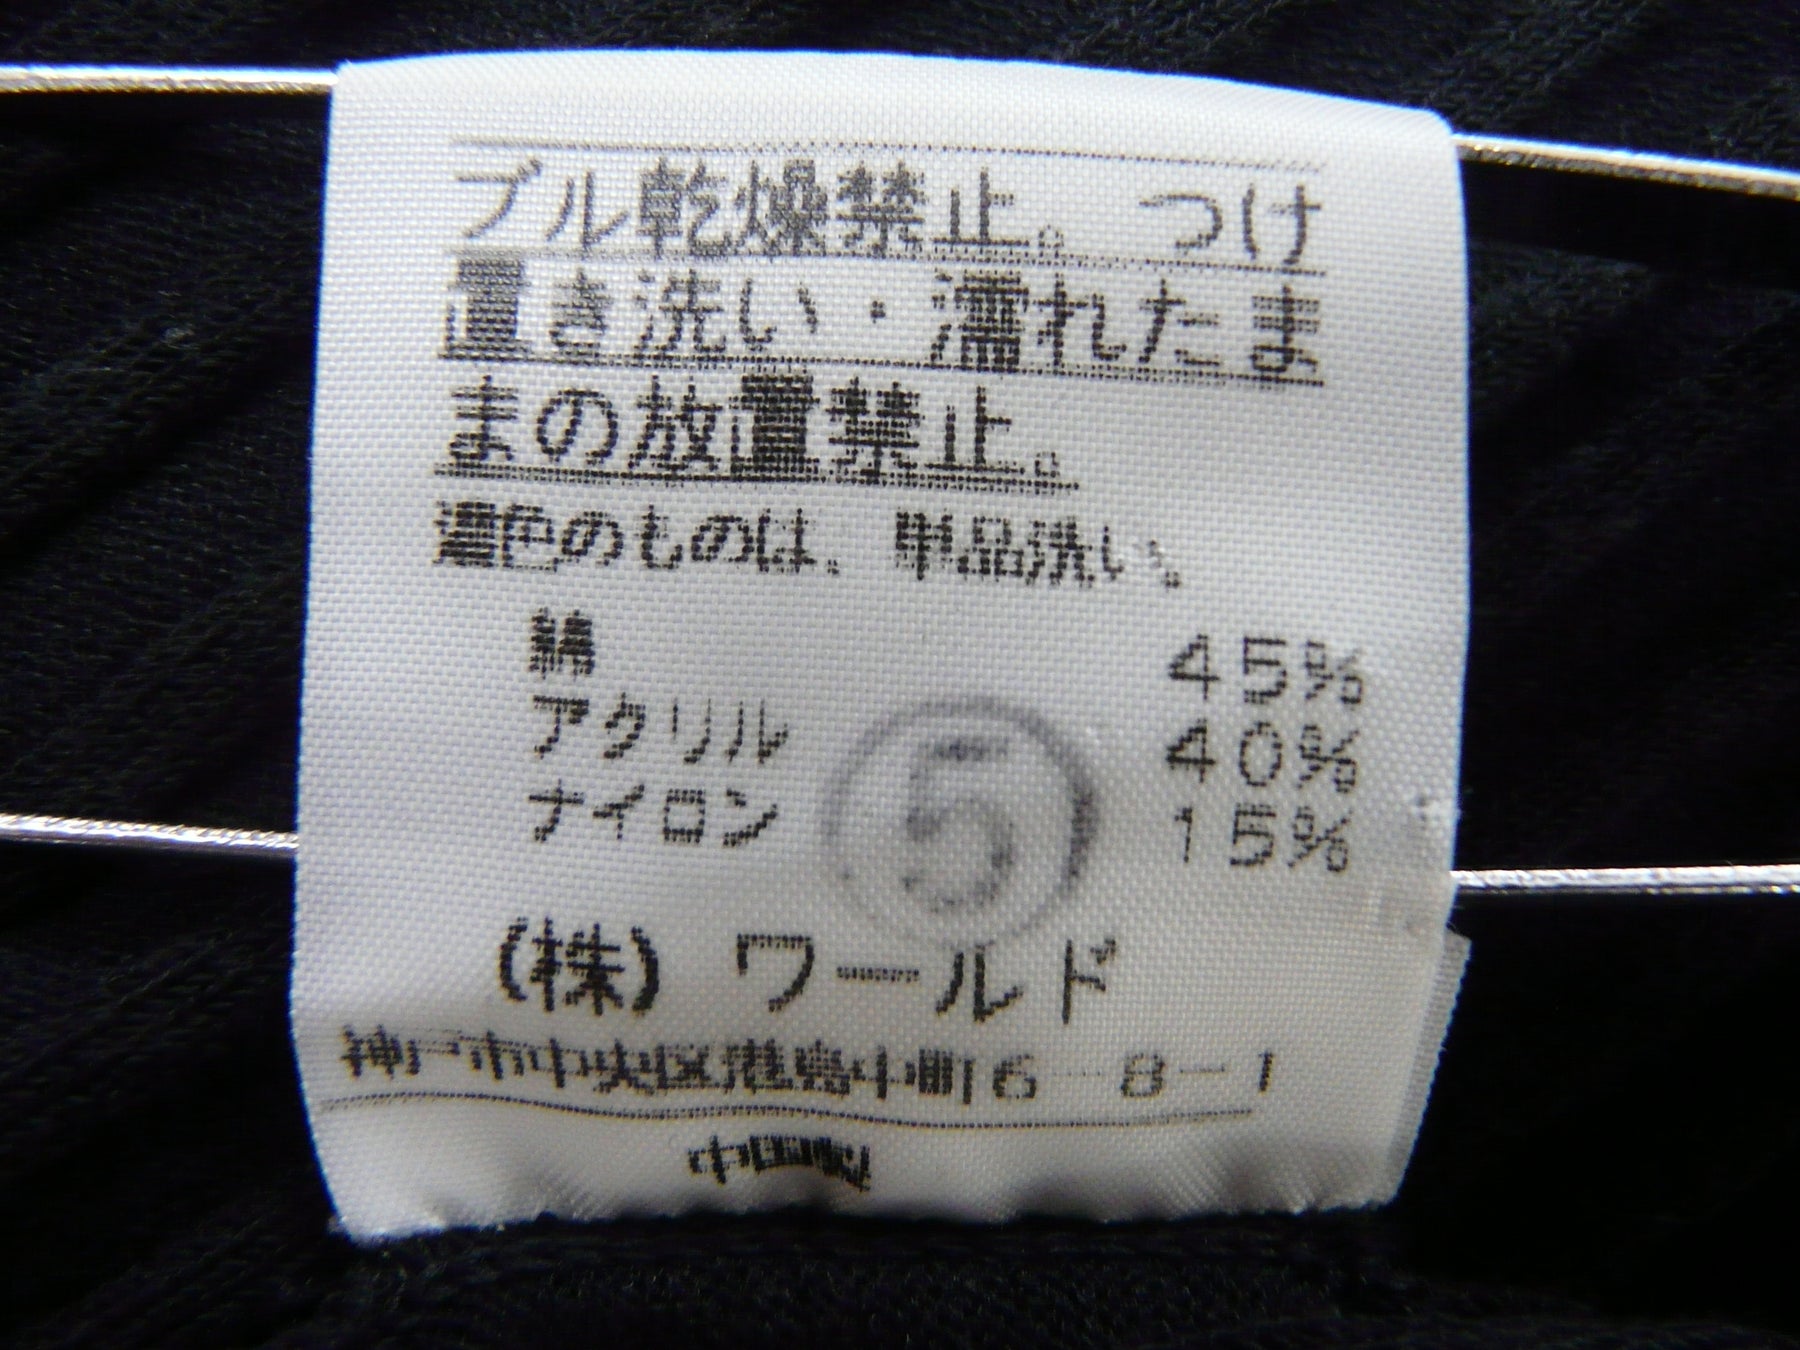 ブル乾燥禁止。 つけ
置き洗い・濡れたま
まの放置禁止。
濃色のものは、単品洗い。
綿 45%
アクリル 40%
ナイロン 15%
5
(株) ワールド
神戸市中央区港島中町6-8-1
中国製